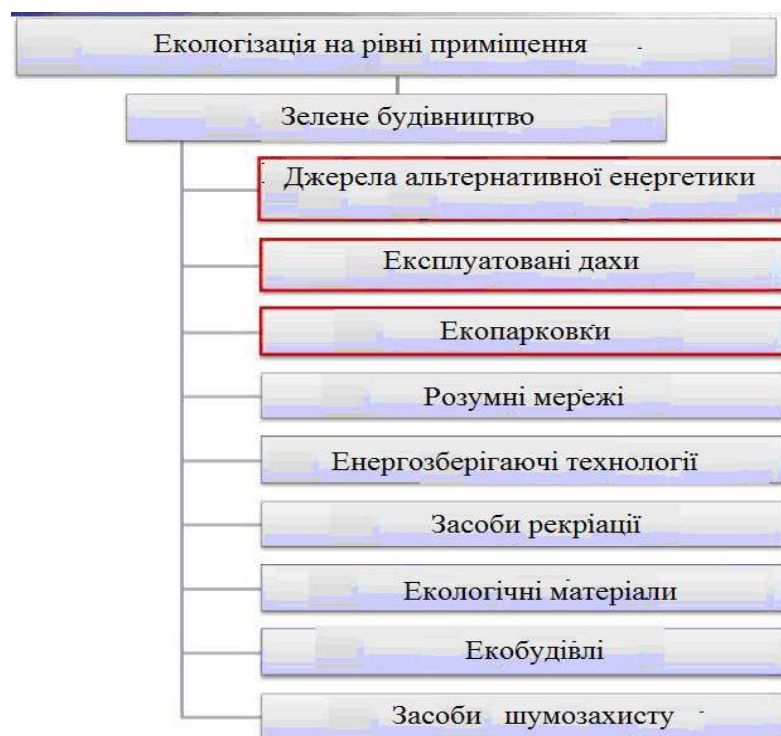 Екологізація на рівні приміщення
Зелене будівництво
Джерела альтернативної енергетики
Експлуатовані дахи
Екопарковки
Розумні мережі
Енергозберігаючі технології
Засоби рекріації
Екологічні матеріали
Екобудівлі
Засоби шумозахисту